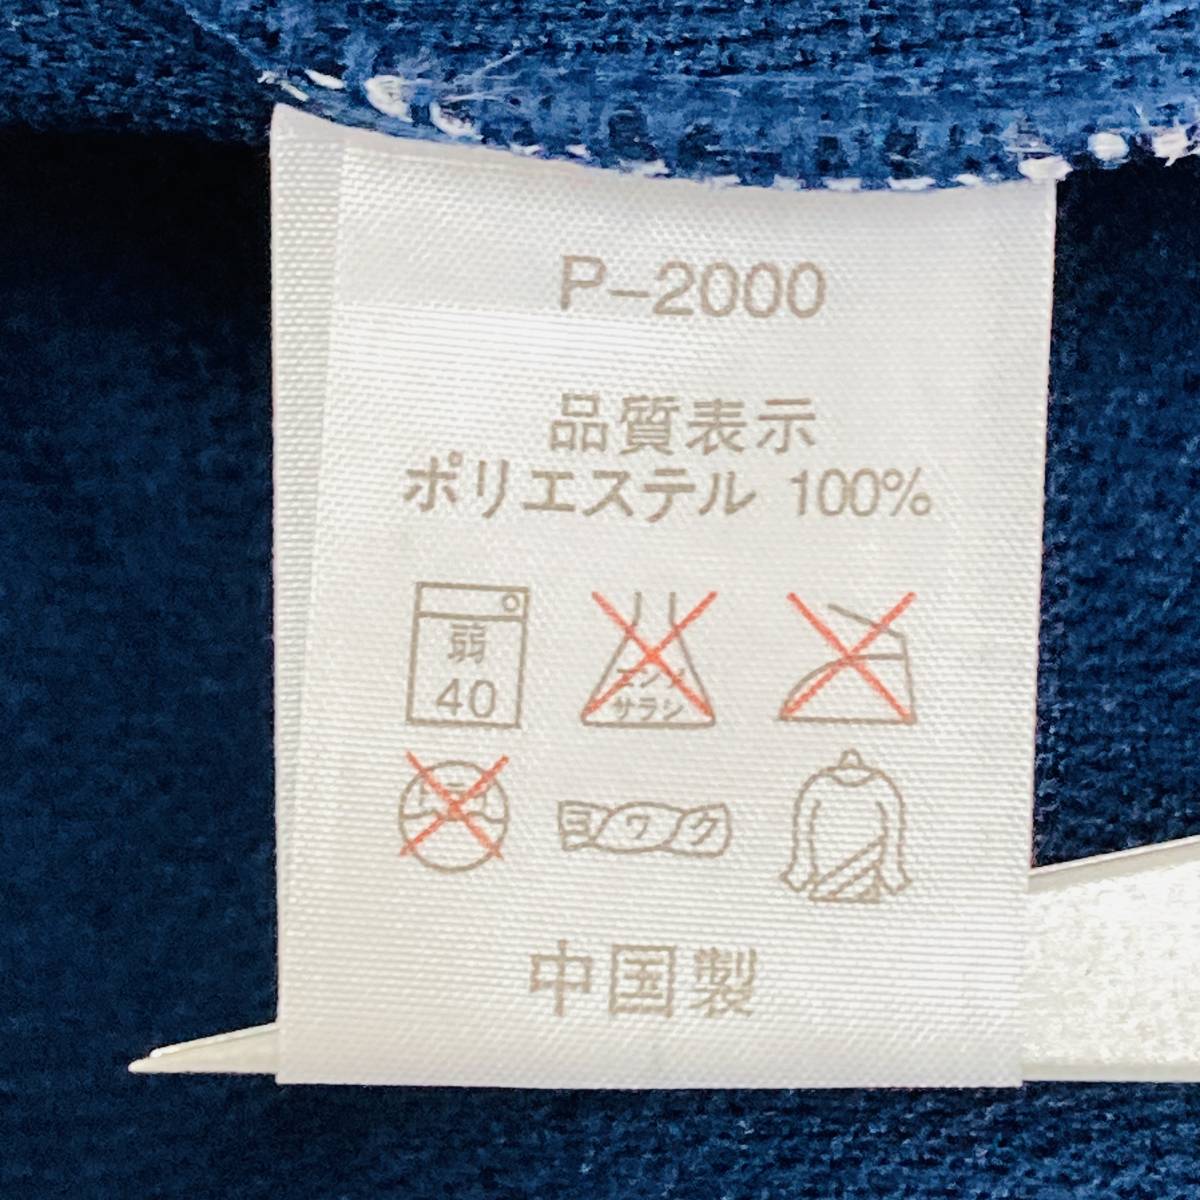 P-2000
品質表示
ポリエステル 100%
弱
40
エンソ
サラシ
ヨワク
中国製